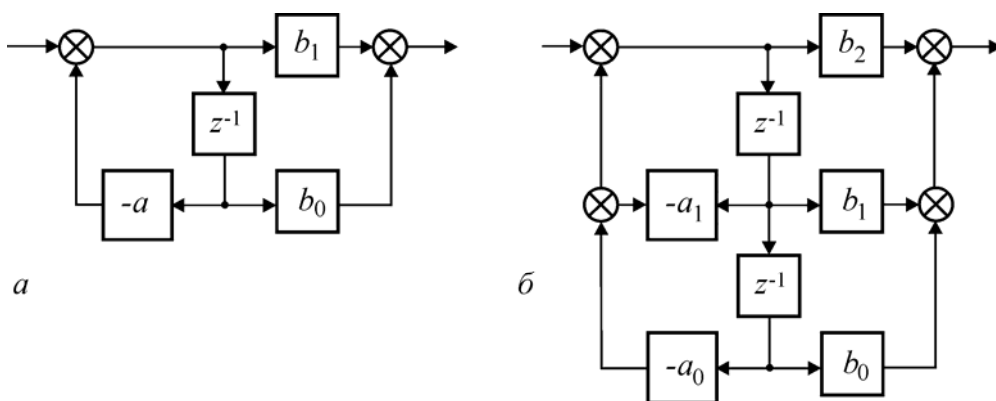 b₁
z⁻¹
-a
b₀
а
b₂
z⁻¹
-a₁
b₁
z⁻¹
-a₀
b₀
б